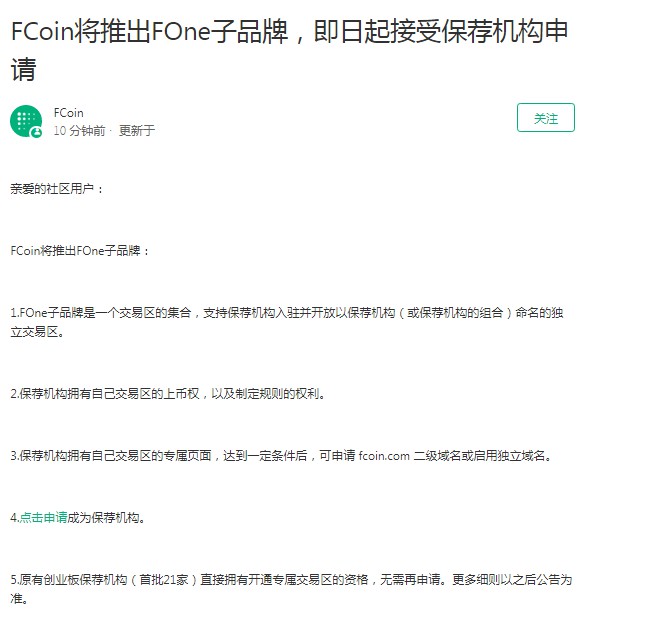 FCoin将推出FOne子品牌，即日起接受保荐机构申
请
FCoin
10 分钟前 · 更新于
关注
亲爱的社区用户：
FCoin将推出FOne子品牌：
1.FOne子品牌是一个交易区的集合，支持保荐机构入驻并开放以保荐机构（或保荐机构的组合）命名的独
立交易区。
2.保荐机构拥有自己交易区的上币权，以及制定规则的权利。
3.保荐机构拥有自己交易区的专属页面，达到一定条件后，可申请 fcoin.com 二级域名或启用独立域名。
4.点击申请成为保荐机构。
5.原有创业板保荐机构（首批21家）直接拥有开通专属交易区的资格，无需再申请。更多细则以之后公告为
准。